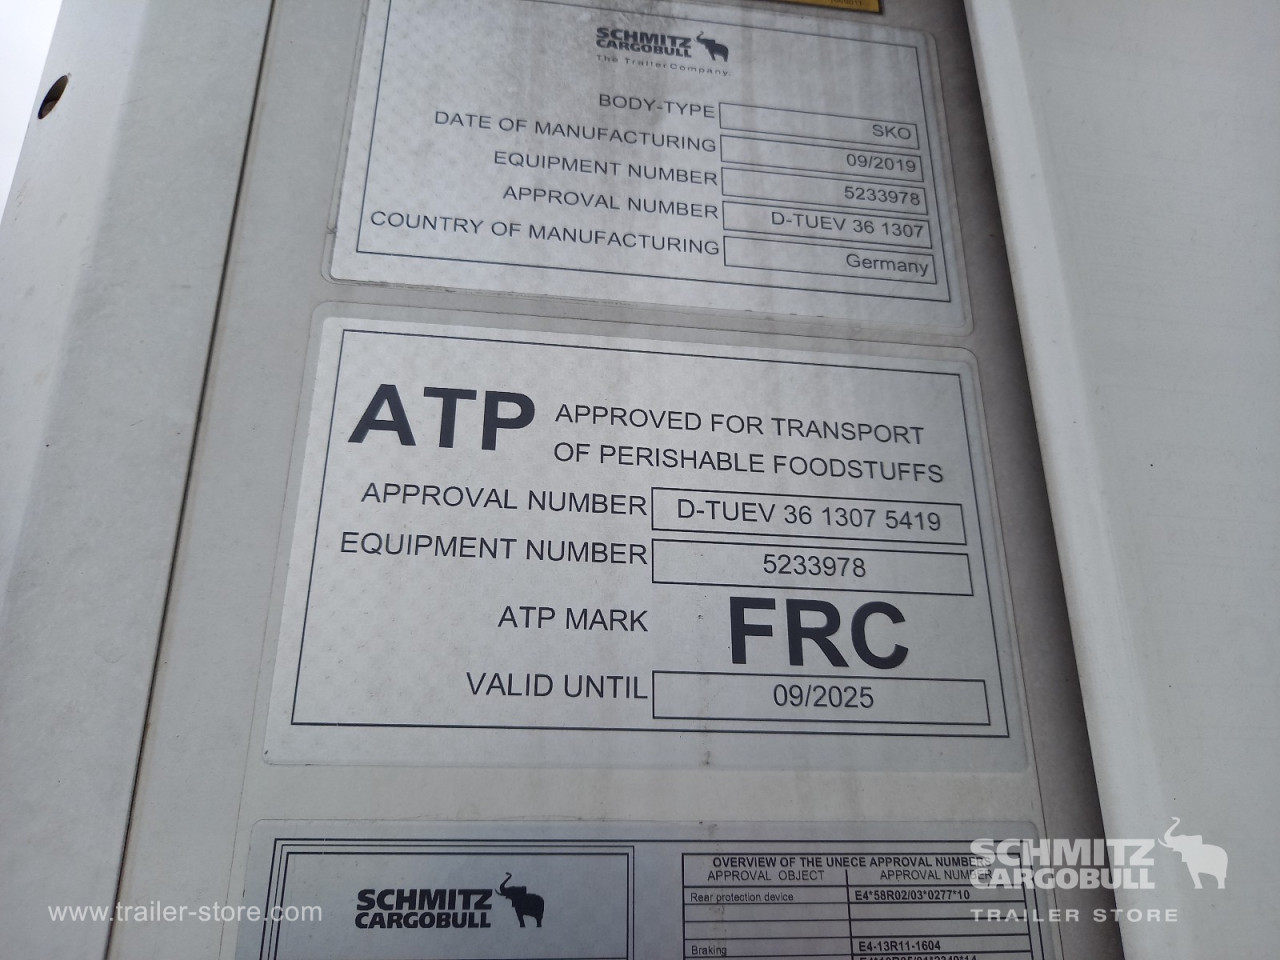 SCHMITZ
CARGOBULL
The Trailer Company.
BODY-TYPE SKO
DATE OF MANUFACTURING 09/2019
EQUIPMENT NUMBER 5233978
APPROVAL NUMBER D-TUEV 36 1307
COUNTRY OF MANUFACTURING Germany
ATP APPROVED FOR TRANSPORT
OF PERISHABLE FOODSTUFFS
APPROVAL NUMBER D-TUEV 36 1307 5419
EQUIPMENT NUMBER 5233978
ATP MARK FRC
VALID UNTIL 09/2025
SCHMITZ
CARGOBULL
OVERVIEW OF THE UNECE APPROVAL NUMBERS
APPROVAL OBJECT APPROVAL NUMBER
Rear protection device E4*58R02/03*0277*10
Braking E4-13R11-1604
SCHMITZ
CARGOBULL
TRAILER STORE
www.trailer-store.com